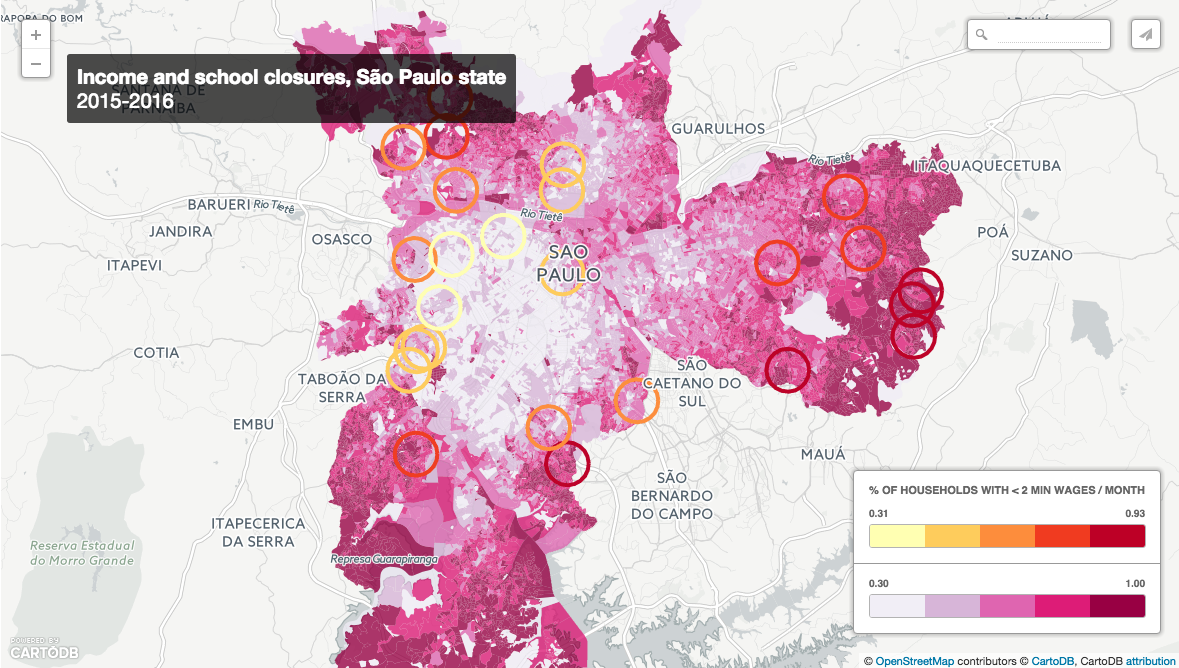 RAPORA DO BOM
+
−
Income and school closures, São Paulo state
2015-2016
SANTANA DE
PARNAÍBA
GUARULHOS
Rio Tietê
ITAQUAQUECETUBA
BARUERI
Rio Tietê
Rio Tietê
JANDIRA
OSASCO
POÁ
SAO
PAULO
SUZANO
ITAPEVI
COTIA
SÃO
CAETANO DO
SUL
TABOÃO DA
SERRA
EMBU
MAUÁ
SÃO
BERNARDO
DO CAMPO
ITAPECERICA
DA SERRA
Reserva Estadual
do Morro Grande
Represa Guarapiranga
% OF HOUSEHOLDS WITH < 2 MIN WAGES / MONTH
0.31 0.93
0.30 1.00
POWERED BY
CARTODB
© OpenStreetMap contributors © CartoDB, CartoDB attribution